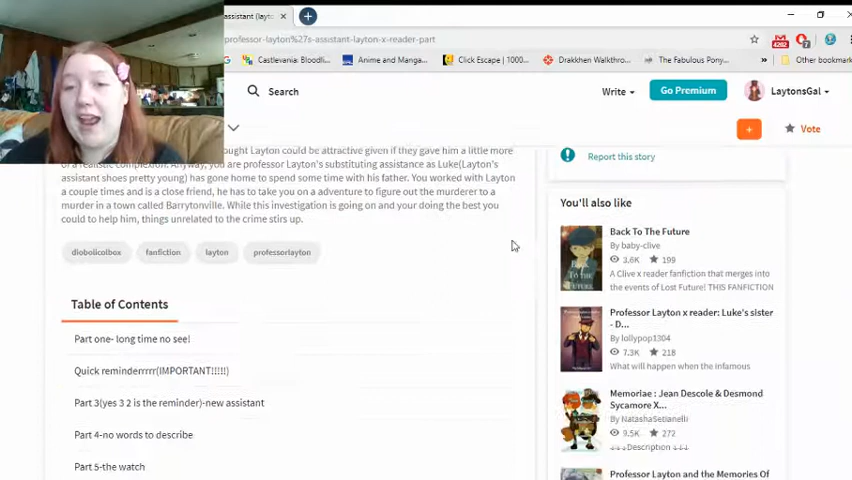 assistant (layt
professor-layton%27s-assistant-layton-x-reader-part
4262
7
Castlevania: Bloodli...
Anime and Manga...
Click Escape | 1000...
Drakkhen Walkthro...
The Fabulous Pony...
»
Other bookmark
Search
Write
Go Premium
LaytonsGal
+
Vote
ought Layton could be attractive given if they gave him a little more
of a realistic complexion. Anyway, you are professor Layton's substituting assistance as Luke(Layton's
assistant shoes pretty young) has gone home to spend some time with his father. You worked with Layton
a couple times and is a close friend, he has to take you on a adventure to figure out the murderer to a
murder in a town called Barrytonville. While this investigation is going on and your doing the best you
could to help him, things unrelated to the crime stirs up.
diobolicolbox
fanfiction
layton
professorlayton
Table of Contents
Part one- long time no see!
Quick reminderrrrr(IMPORTANT!!!!!)
Part 3(yes 3 2 is the reminder)-new assistant
Part 4-no words to describe
Part 5-the watch
Report this story
You'll also like
Back To The Future
By baby-clive
3.6K 199
A Clive x reader fanfiction that merges into
the events of Lost Future! THIS FANFICTION
Professor Layton x reader: Luke's sister
- D...
By lollypop1304
7.3K 218
What will happen when the infamous
Memoriae : Jean Descole & Desmond
Sycamore X...
By NatashaSetianelli
9.5K 272
↓↓↓Description ↓↓↓
Professor Layton and the Memories Of